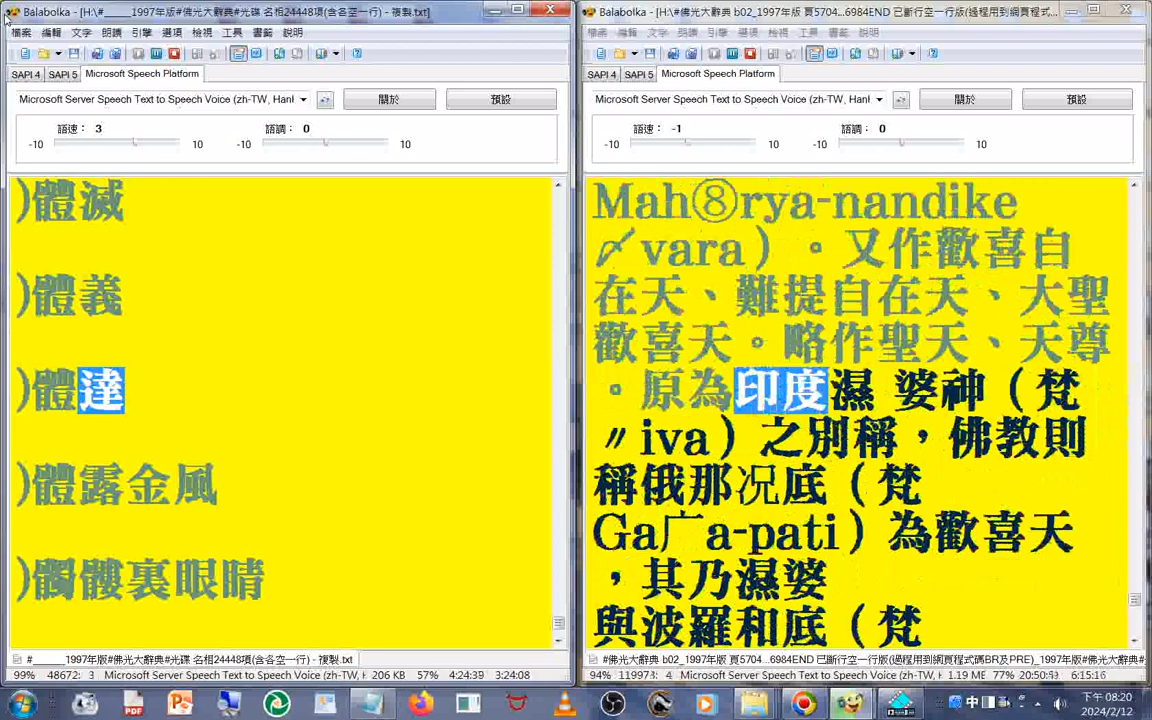 Balabolka - [H:\#_____1997年版#佛光大辭典#光碟 名相24448項(含各空一行) - 複製.txt]
檔案 編輯 文字 朗讀 引擎 選項 檢視 工具 書籤 說明
SAPI 4 SAPI 5 Microsoft Speech Platform
Microsoft Server Speech Text to Speech Voice (zh-TW, Han 關於 預設
語速： 3 語調： 0
-10 10 -10 10
)體滅
)體義
)體達
)體露金風
)髑髏裏眼睛
#_____1997年版#佛光大辭典#光碟 名相24448項(含各空一行) - 複製.txt
99% 48672: 3 Microsoft Server Speech Text to Speech Voice (zh-TW, H 206 KB 57% 4:24:39 3:24:08
Balabolka - [H:\#佛光大辭典 b02_1997年版 頁5704...6984END 已斷行空一行版(過程用到網頁程式...
檔案 編輯 文字 朗讀 引擎 選項 檢視 工具 書籤 說明
SAPI 4 SAPI 5 Microsoft Speech Platform
Microsoft Server Speech Text to Speech Voice (zh-TW, Han 關於 預設
語速： -1 語調： 0
-10 10 -10 10
Mah⑧rya-nandike
〆vara）。又作歡喜自
在天、難提自在天、大聖
歡喜天。略作聖天、天尊
。原為印度濕 婆神（梵
〃iva）之別稱，佛教則
稱俄那況底（梵
Ga广a-pati）為歡喜天
，其乃濕婆
與波羅和底（梵
#佛光大辭典 b02_1997年版 頁5704...6984END 已斷行空一行版(過程用到網頁程式碼BR及PRE)_1997年版#佛光大辭典#
94% 119973: 4 Microsoft Server Speech Text to Speech Voice (zh-TW, H 1.19 ME 77% 20:50:49 6:15:16
PDF
中
下午 08:20
2024/2/12